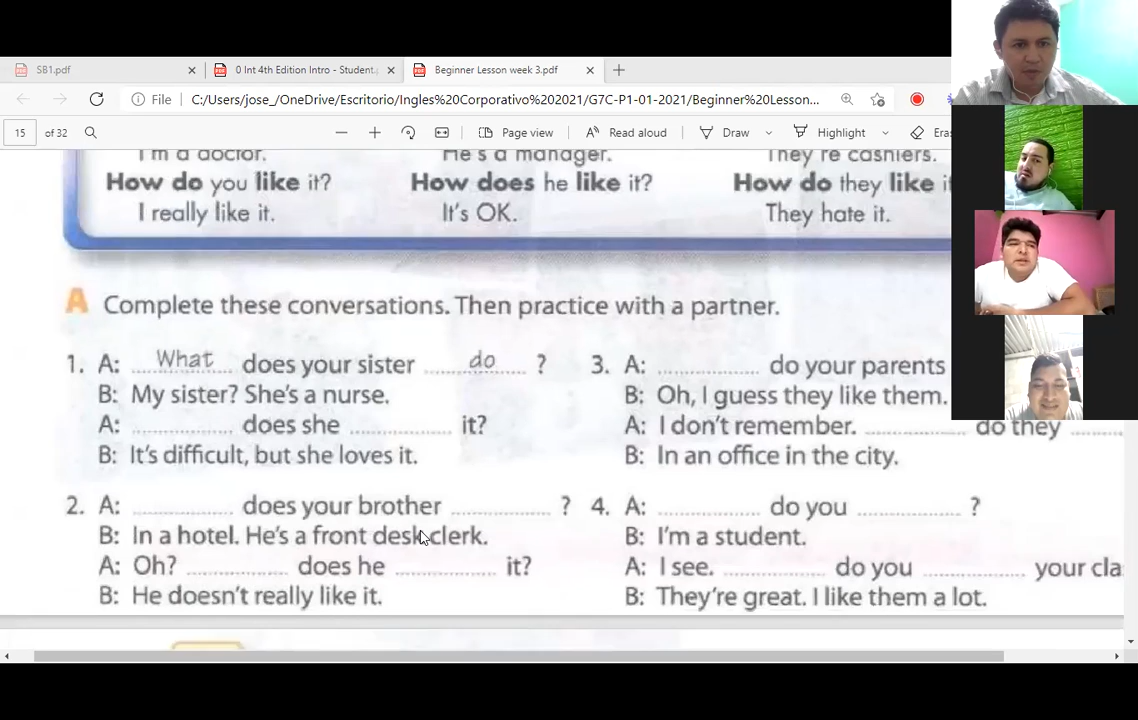 SB1.pdf
0 Int 4th Edition Intro - Student.
Beginner Lesson week 3.pdf
File
C:/Users/jose_/OneDrive/Escritorio/Ingles%20Corporativo%202021/G7C-P1-01-2021/Beginner%20Lesson...
15 of 32
Page view
Read aloud
Draw
Highlight
Eras
I'm a doctor. He's a manager. They're cashiers.
How do you like it? How does he like it? How do they like i
I really like it. It's OK. They hate it.
A Complete these conversations. Then practice with a partner.
1. A: What does your sister do ?
B: My sister? She's a nurse.
A: ............ does she ............ it?
B: It's difficult, but she loves it.
2. A: ............ does your brother ............ ?
B: In a hotel. He's a front desk clerk.
A: Oh? ............ does he ............ it?
B: He doesn't really like it.
3. A: ............ do your parents
B: Oh, I guess they like them.
A: I don't remember. ............ do they ......
B: In an office in the city.
4. A: ............ do you ............ ?
B: I'm a student.
A: I see. ............ do you ............ your cla
B: They're great. I like them a lot.